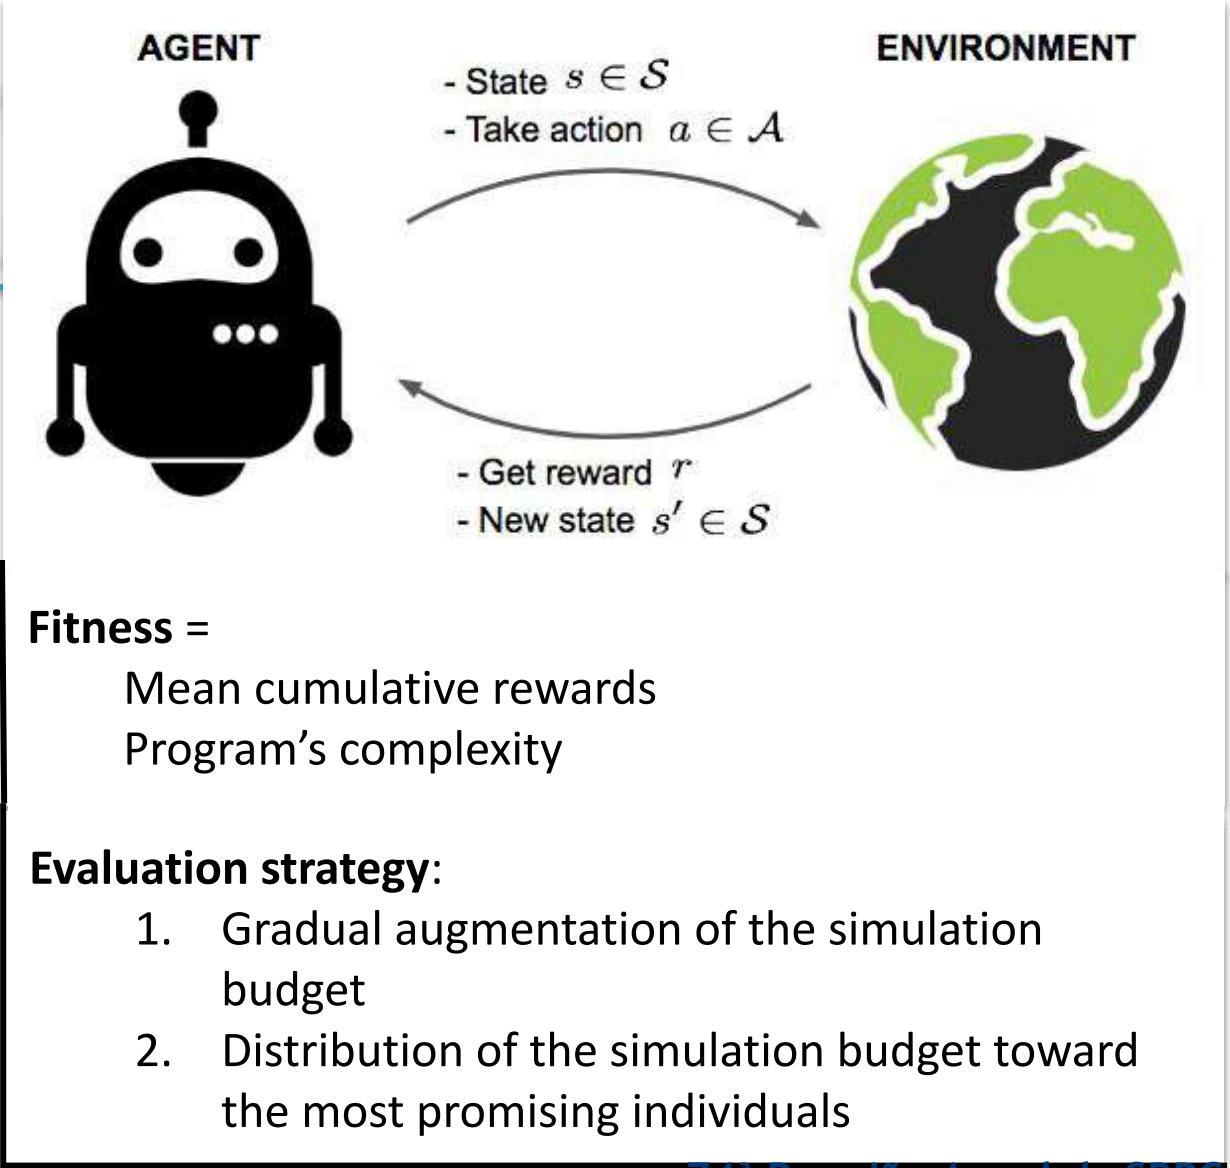 AGENT
ENVIRONMENT
- State s ∈ 𝒮
- Take action a ∈ 𝒜
- Get reward r
- New state s′ ∈ 𝒮
Fitness =
Mean cumulative rewards
Program’s complexity
Evaluation strategy:
1. Gradual augmentation of the simulation
budget
2. Distribution of the simulation budget toward
the most promising individuals